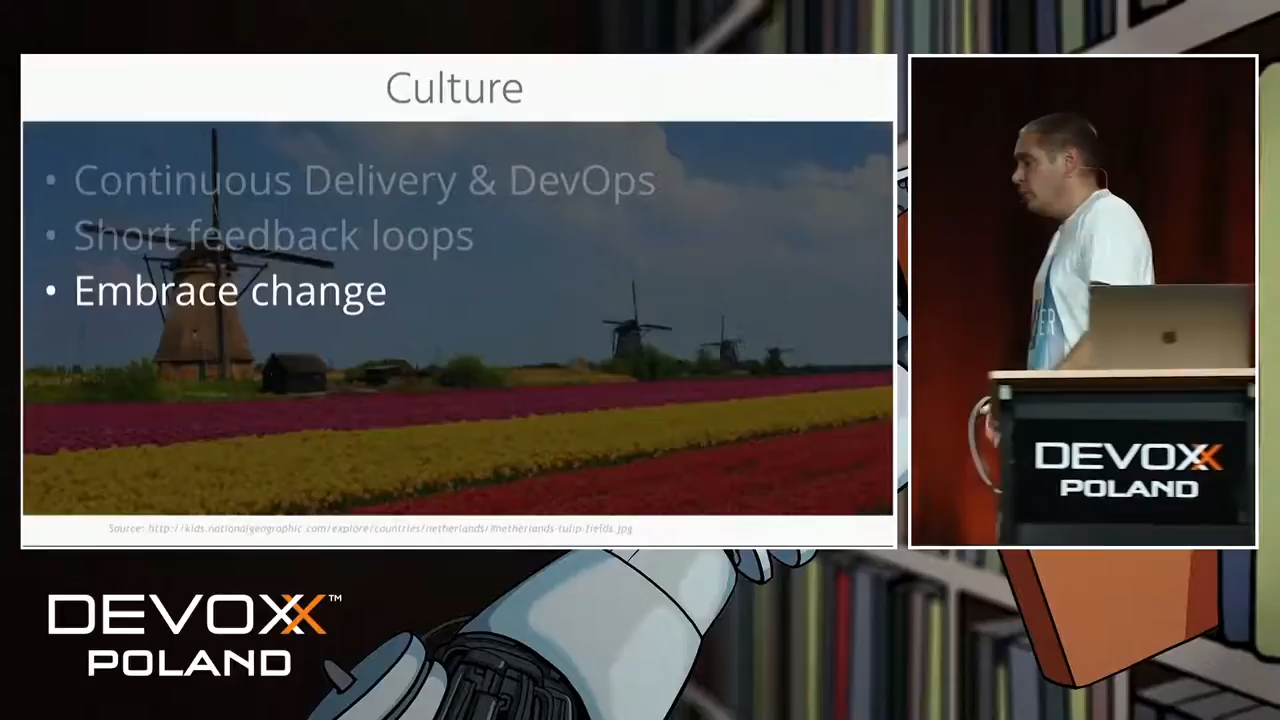 Culture
• Continuous Delivery & DevOps
• Short feedback loops
• Embrace change
Source: http://kids.nationalgeographic.com/explore/countries/netherlands/#netherlands-tulip-fields.jpg
ER
DEVOXX
POLAND
DEVOXX™
POLAND